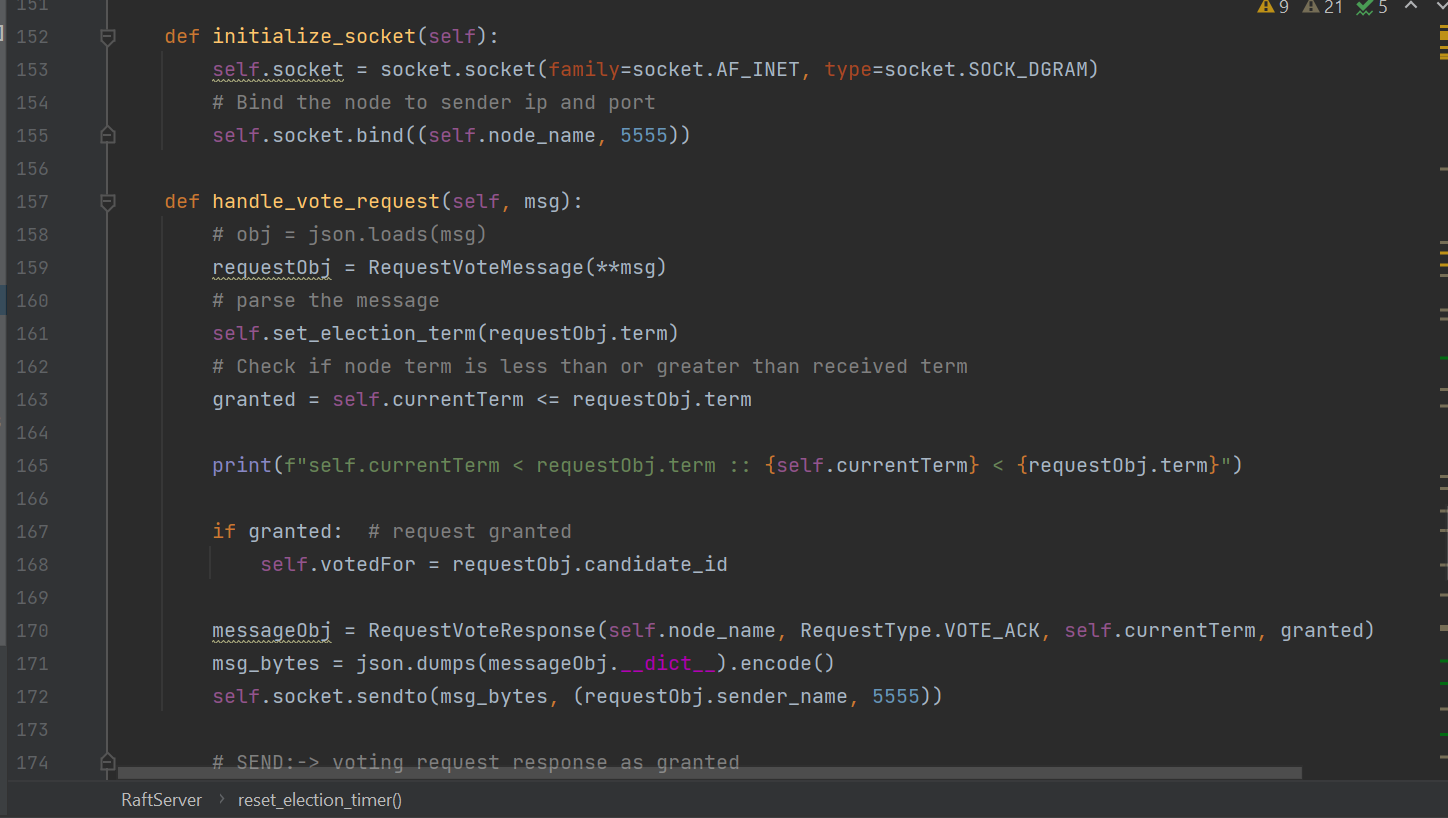 151
9 21 5
152 def initialize_socket(self):
153 self.socket = socket.socket(family=socket.AF_INET, type=socket.SOCK_DGRAM)
154 # Bind the node to sender ip and port
155 self.socket.bind((self.node_name, 5555))
156
157 def handle_vote_request(self, msg):
158 # obj = json.loads(msg)
159 requestObj = RequestVoteMessage(**msg)
160 # parse the message
161 self.set_election_term(requestObj.term)
162 # Check if node term is less than or greater than received term
163 granted = self.currentTerm <= requestObj.term
164
165 print(f"self.currentTerm < requestObj.term :: {self.currentTerm} < {requestObj.term}")
166
167 if granted:  # request granted
168 self.votedFor = requestObj.candidate_id
169
170 messageObj = RequestVoteResponse(self.node_name, RequestType.VOTE_ACK, self.currentTerm, granted)
171 msg_bytes = json.dumps(messageObj.__dict__).encode()
172 self.socket.sendto(msg_bytes, (requestObj.sender_name, 5555))
173
174 # SEND:-> voting request response as granted
RaftServer › reset_election_timer()